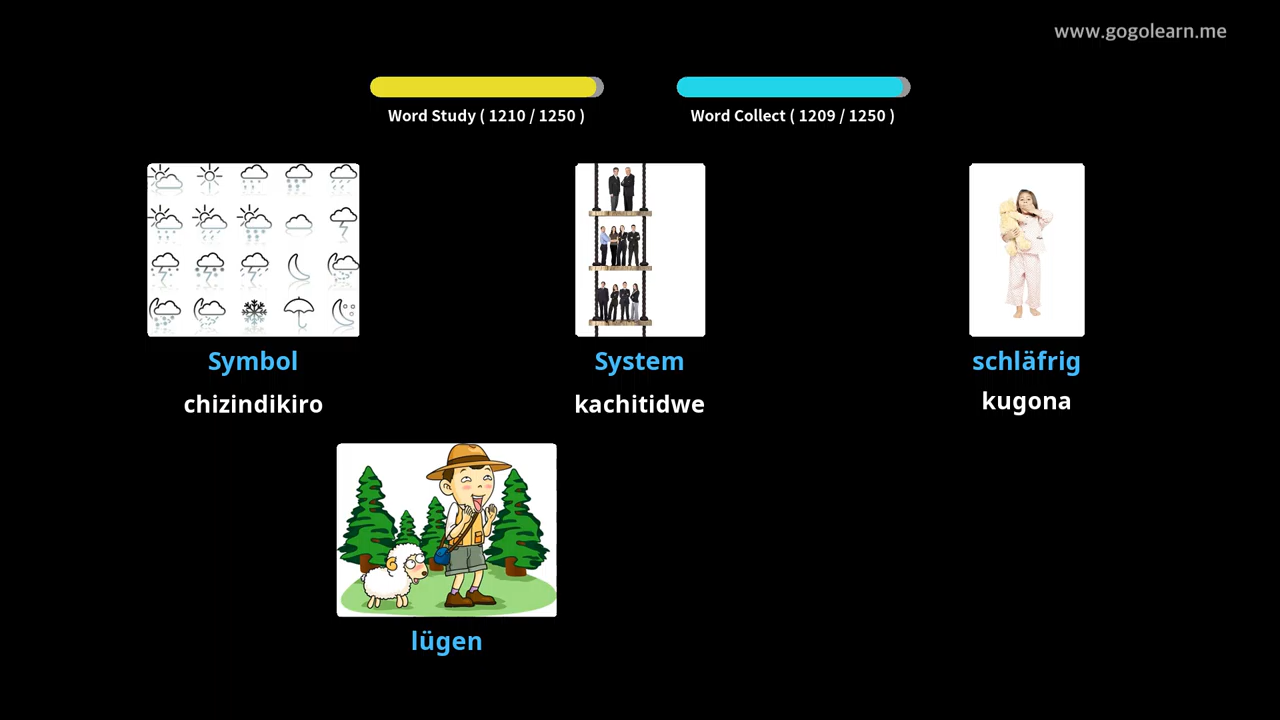 www.gogolearn.me
Word Study ( 1210 / 1250 )
Word Collect ( 1209 / 1250 )
Symbol
System
schläfrig
chizindikiro
kachitidwe
kugona
lügen